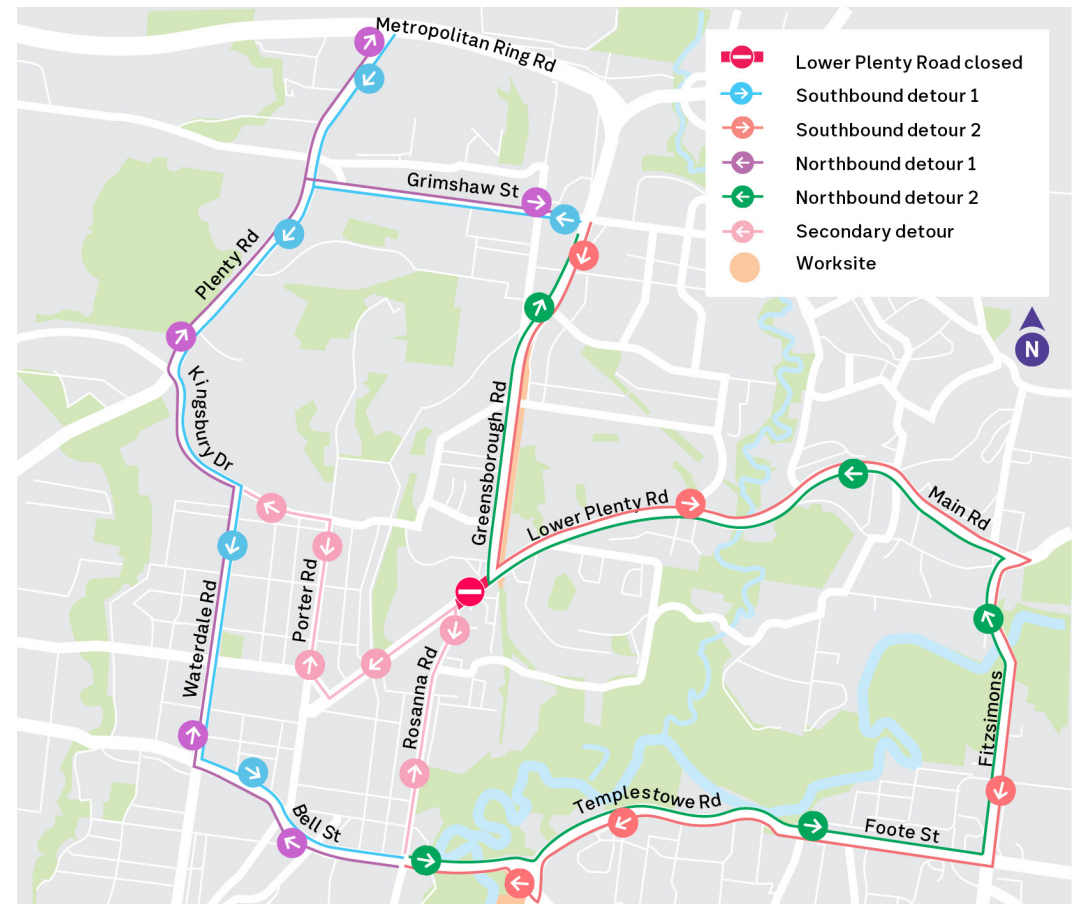 Metropolitan Ring Rd
Lower Plenty Road closed
Southbound detour 1
Southbound detour 2
Northbound detour 1
Northbound detour 2
Secondary detour
Worksite
Grimshaw St
Plenty Rd
N
Kingsbury Dr
Greensborough Rd
Lower Plenty Rd
Main Rd
Porter Rd
Waterdale Rd
Rosanna Rd
Fitzsimons
Templestowe Rd
Bell St
Foote St